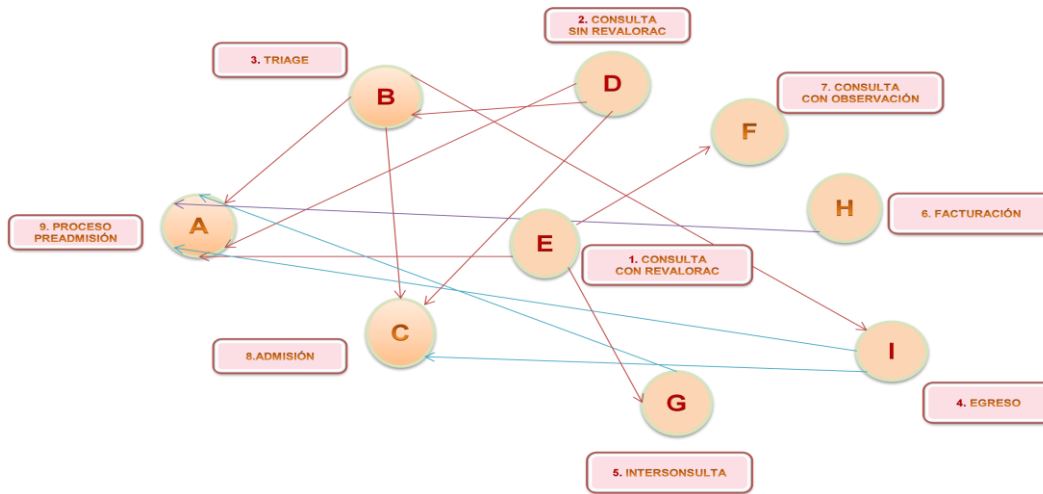 2. CONSULTA
SIN REVALORAC
3. TRIAGE
B
D
7. CONSULTA
CON OBSERVACIÓN
F
H
6. FACTURACIÓN
9. PROCESO
PREADMISIÓN
A
E
1. CONSULTA
CON REVALORAC
C
8.ADMISIÓN
I
4. EGRESO
G
5. INTERSONSULTA